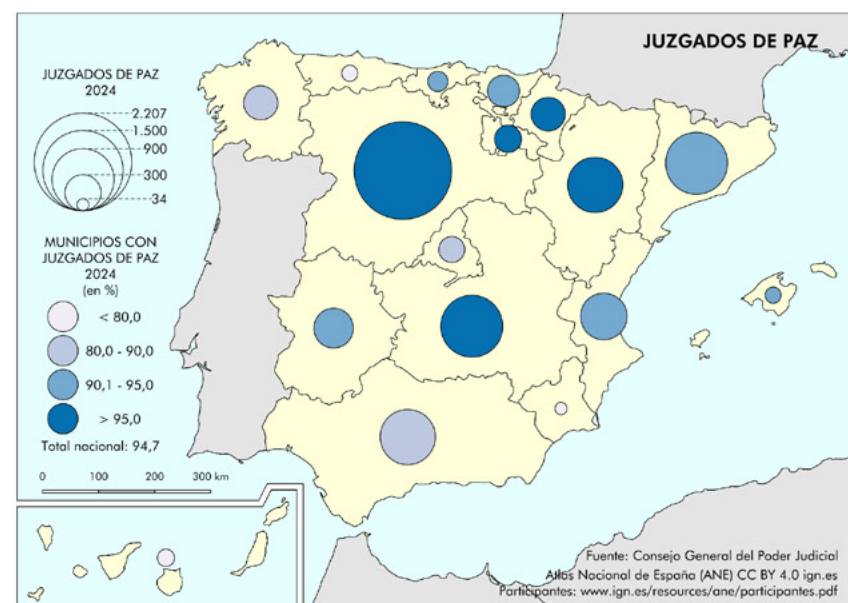 JUZGADOS DE PAZ
JUZGADOS DE PAZ
2024
2.207
1.500
900
300
34
MUNICIPIOS CON
JUZGADOS DE PAZ
2024
(en %)
< 80,0
80,0 - 90,0
90,1 - 95,0
> 95,0
Total nacional: 94,7
0 100 200 300 km
Fuente: Consejo General del Poder Judicial
Atlas Nacional de España (ANE) CC BY 4.0 ign.es
Participantes: www.ign.es/resources/ane/participantes.pdf